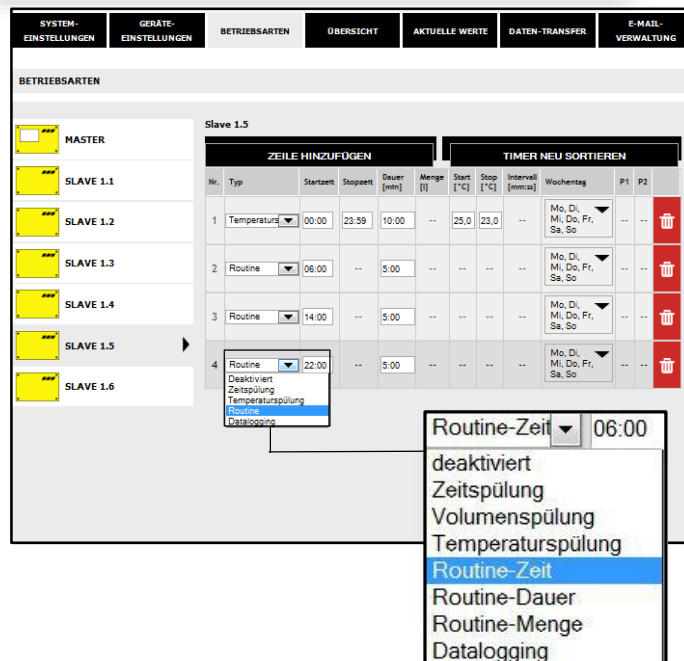 SYSTEM-
EINSTELLUNGEN
GERÄTE-
EINSTELLUNGEN
BETRIEBSARTEN
ÜBERSICHT
AKTUELLE WERTE
DATEN-TRANSFER
E-MAIL-
VERWALTUNG
BETRIEBSARTEN
MASTER
SLAVE 1.1
SLAVE 1.2
SLAVE 1.3
SLAVE 1.4
SLAVE 1.5
SLAVE 1.6
Slave 1.5
ZEILE HINZUFÜGEN
TIMER NEU SORTIEREN
Nr. Typ Startzeit Stopzeit Dauer [min] Menge [l] Start [°C] Stop [°C] Intervall [mm:ss] Wochentag P1 P2
1 Temperaturs 00:00 23:59 10:00 -- 25,0 23,0 -- Mo, Di, Mi, Do, Fr, Sa, So -- --
2 Routine 06:00 -- 5:00 -- -- -- -- Mo, Di, Mi, Do, Fr, Sa, So -- --
3 Routine 14:00 -- 5:00 -- -- -- -- Mo, Di, Mi, Do, Fr, Sa, So -- --
4 Routine 22:00 -- 5:00 -- -- -- -- Mo, Di, Mi, Do, Fr, Sa, So -- --
Deaktiviert
Zeitspülung
Temperaturspülung
Routine
Datalogging
Routine-Zeit 06:00
deaktiviert
Zeitspülung
Volumenspülung
Temperaturspülung
Routine-Zeit
Routine-Dauer
Routine-Menge
Datalogging